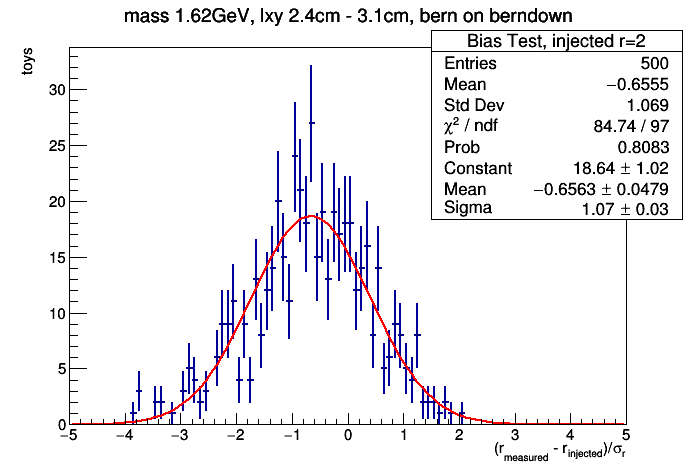 mass 1.62GeV, lxy 2.4cm - 3.1cm, bern on berndown
Bias Test, injected r=2
Entries 500
Mean −0.6555
Std Dev 1.069
χ² / ndf 84.74 / 97
Prob 0.8083
Constant 18.64 ± 1.02
Mean −0.6563 ± 0.0479
Sigma 1.07 ± 0.03
toys
30
25
20
15
10
5
0
−5 −4 −3 −2 −1 0 1 2 3 4 5
(r_measured - r_injected)/σ_r